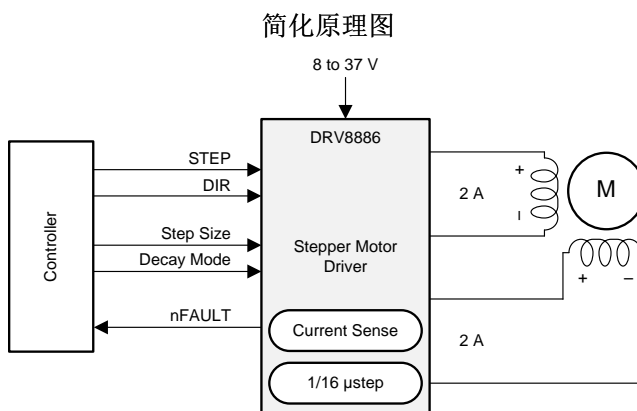 简化原理图
8 to 37 V
DRV8886
STEP
DIR
Step Size
Decay Mode
nFAULT
Controller
Stepper Motor
Driver
Current Sense
1/16 µstep
+
2 A
–
M
+ –
2 A